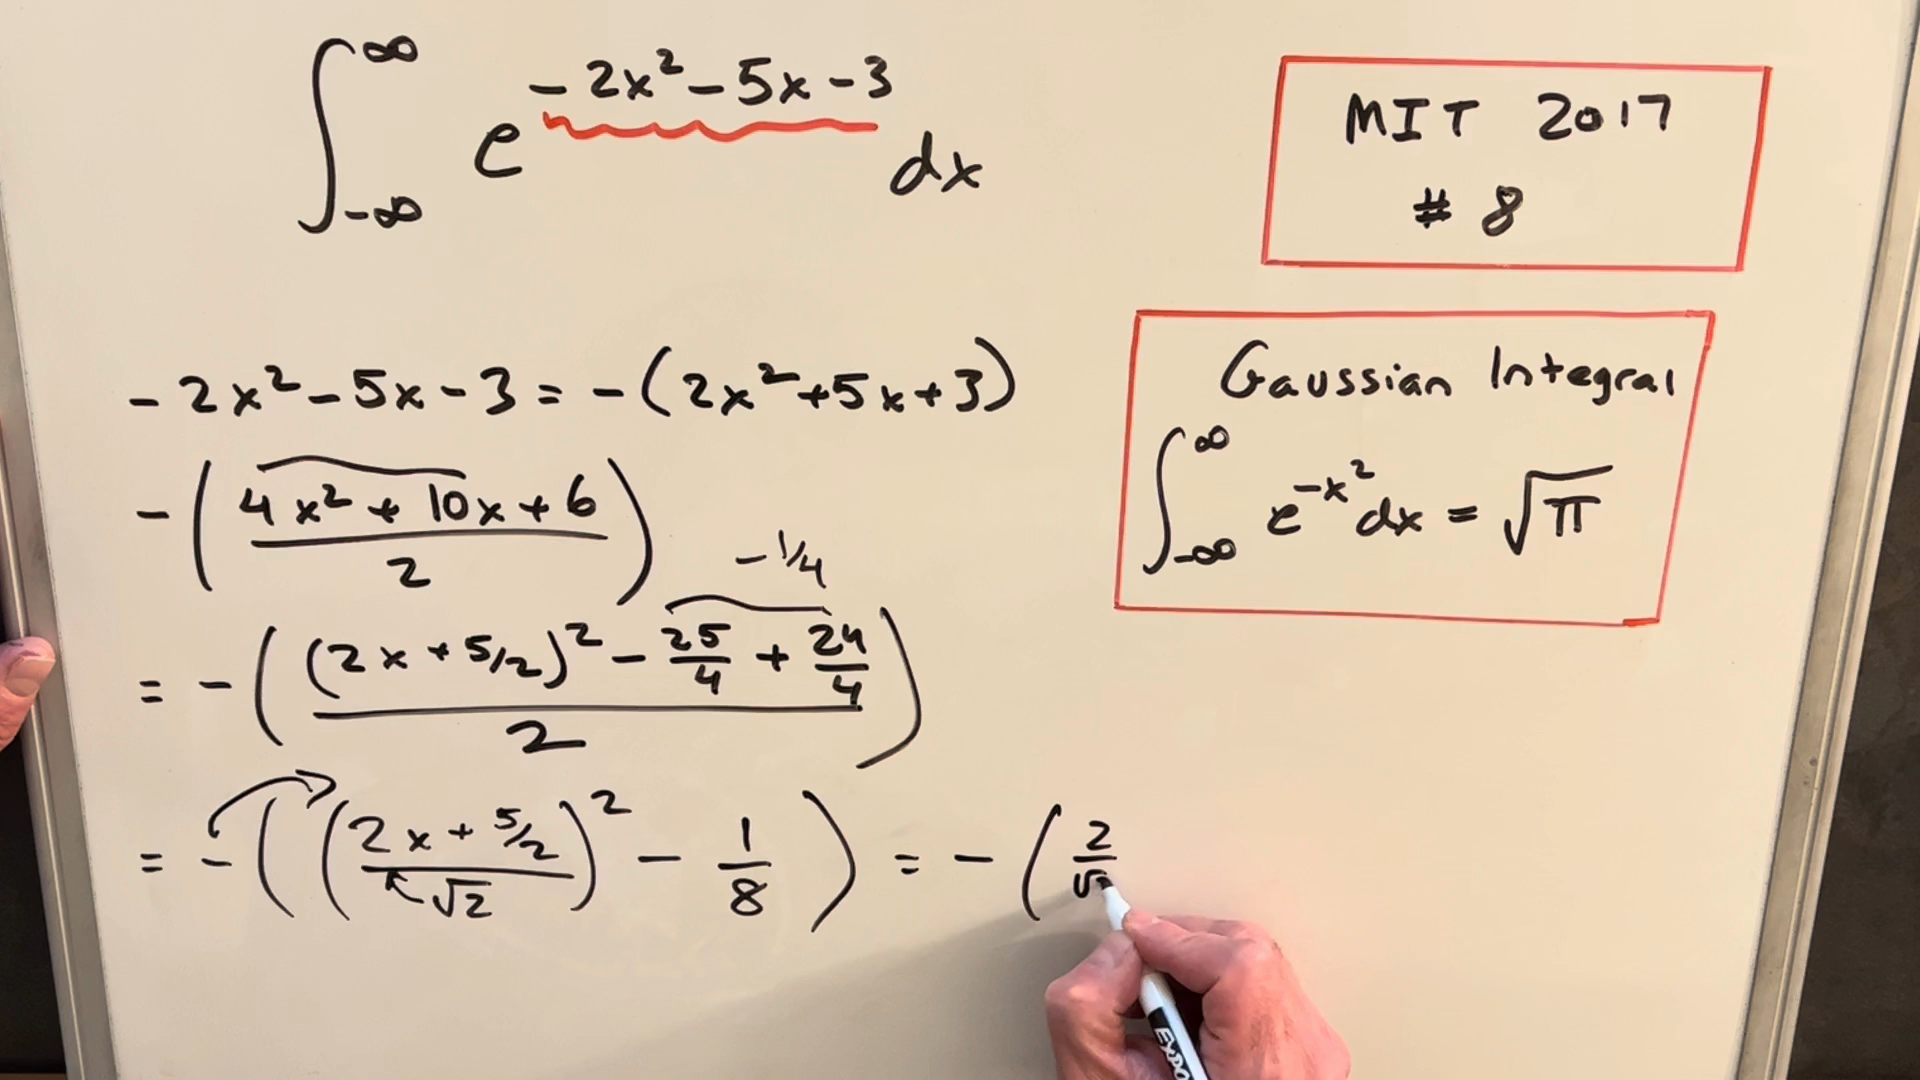 ∫_{-∞}^{∞} e^{-2x² - 5x - 3} dx
MIT 2017
# 8
Gaussian Integral
∫_{-∞}^{∞} e^{-x²} dx = √π
-2x² - 5x - 3 = -(2x² + 5x + 3)
-((4x² + 10x + 6)/2)
-1/4
= -(((2x + 5/2)² - 25/4 + 24/4)/2)
= -(((2x + 5/2)/√2)² - 1/8) = -(2/√
EXPO